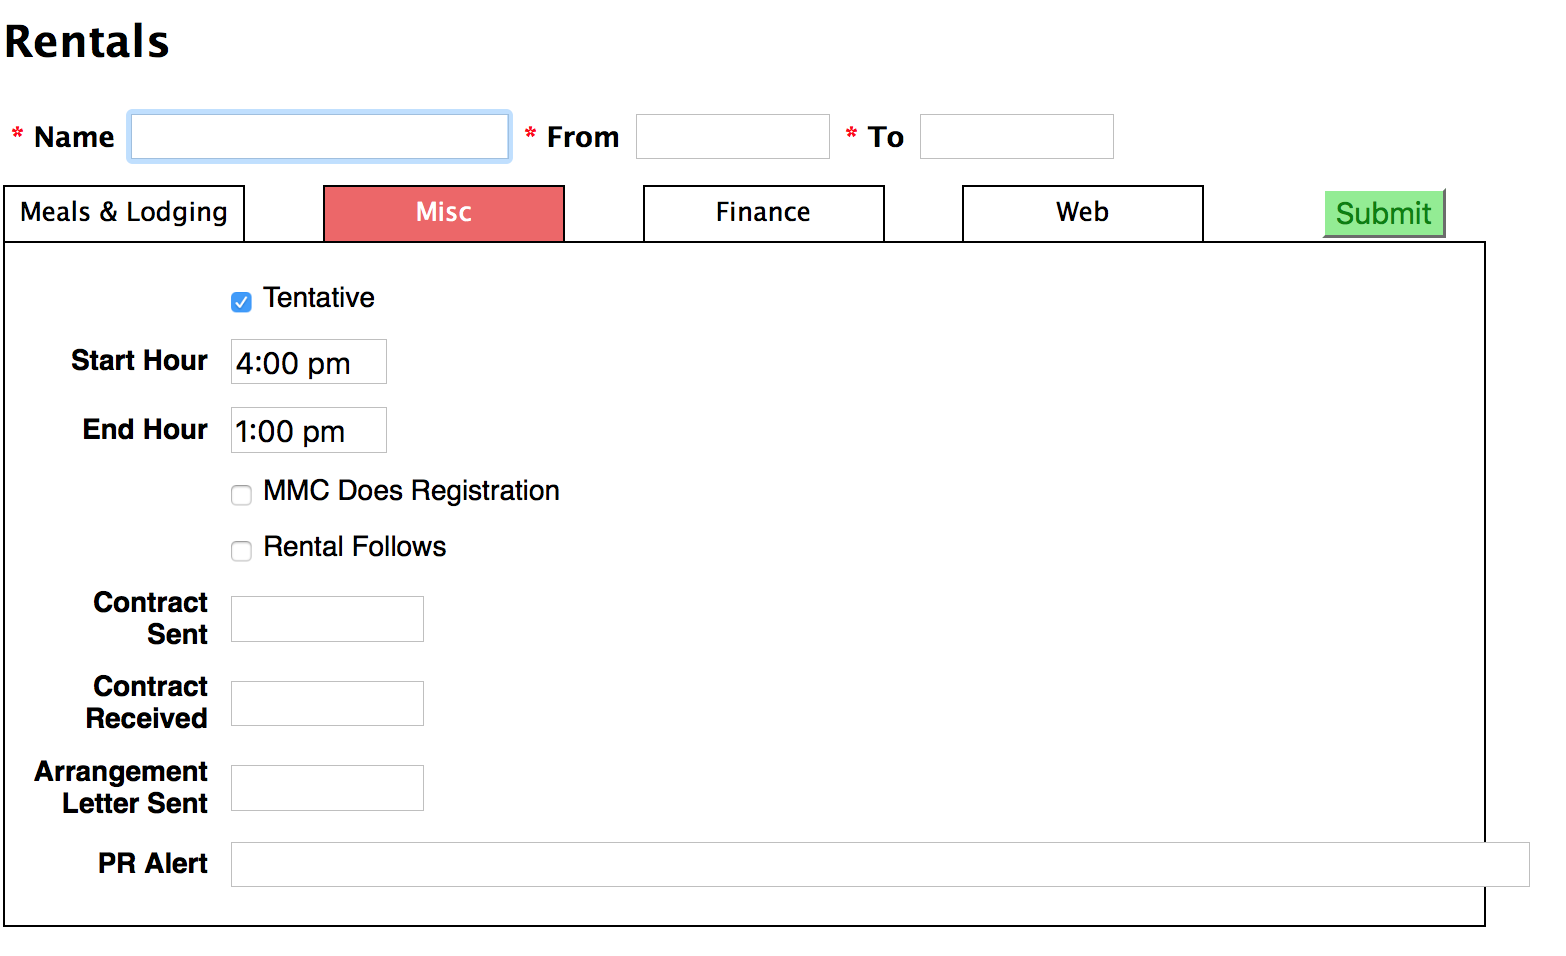 Rentals
* Name * From * To
Meals & Lodging Misc Finance Web Submit
Tentative
Start Hour 4:00 pm
End Hour 1:00 pm
MMC Does Registration
Rental Follows
Contract
Sent
Contract
Received
Arrangement
Letter Sent
PR Alert